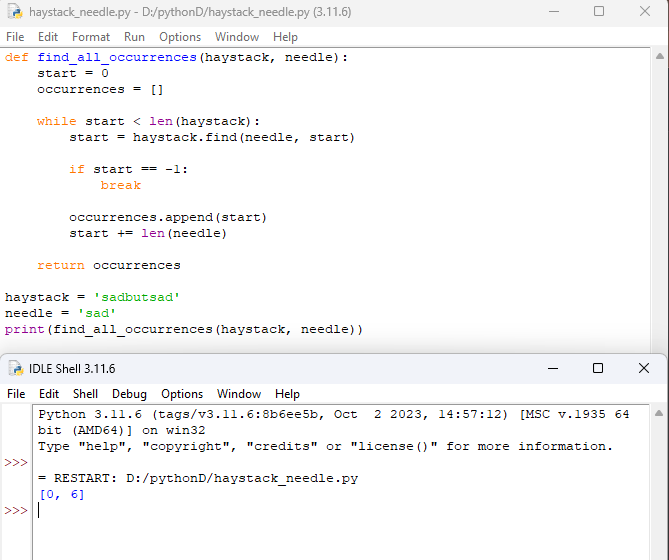 haystack_needle.py - D:/pythonD/haystack_needle.py (3.11.6)
File Edit Format Run Options Window Help
def find_all_occurrences(haystack, needle):
    start = 0
    occurrences = []

    while start < len(haystack):
        start = haystack.find(needle, start)

        if start == -1:
            break

        occurrences.append(start)
        start += len(needle)

    return occurrences

haystack = 'sadbutsad'
needle = 'sad'
print(find_all_occurrences(haystack, needle))
IDLE Shell 3.11.6
File Edit Shell Debug Options Window Help
Python 3.11.6 (tags/v3.11.6:8b6ee5b, Oct  2 2023, 14:57:12) [MSC v.1935 64
bit (AMD64)] on win32
Type "help", "copyright", "credits" or "license()" for more information.
>>>
= RESTART: D:/pythonD/haystack_needle.py
[0, 6]
>>>